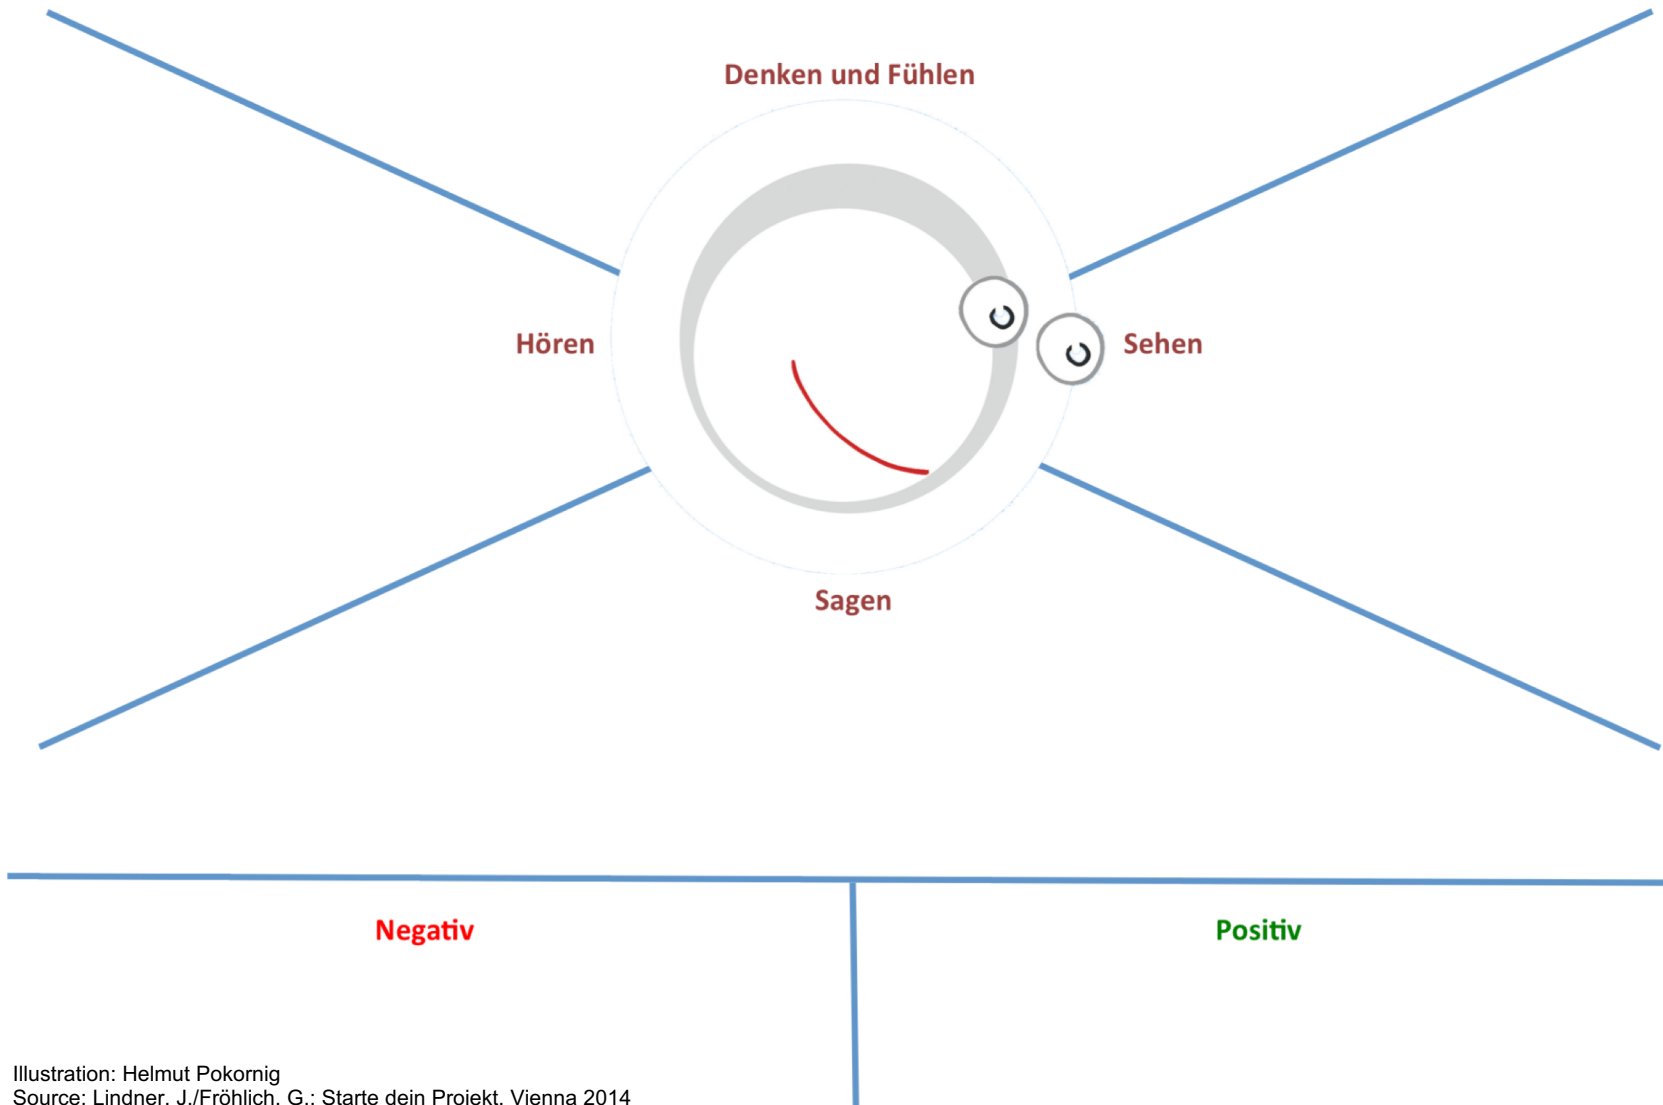 Denken und Fühlen
Hören
Sehen
Sagen
Negativ
Positiv
Illustration: Helmut Pokornig
Source: Lindner, J./Fröhlich, G.: Starte dein Projekt, Vienna 2014